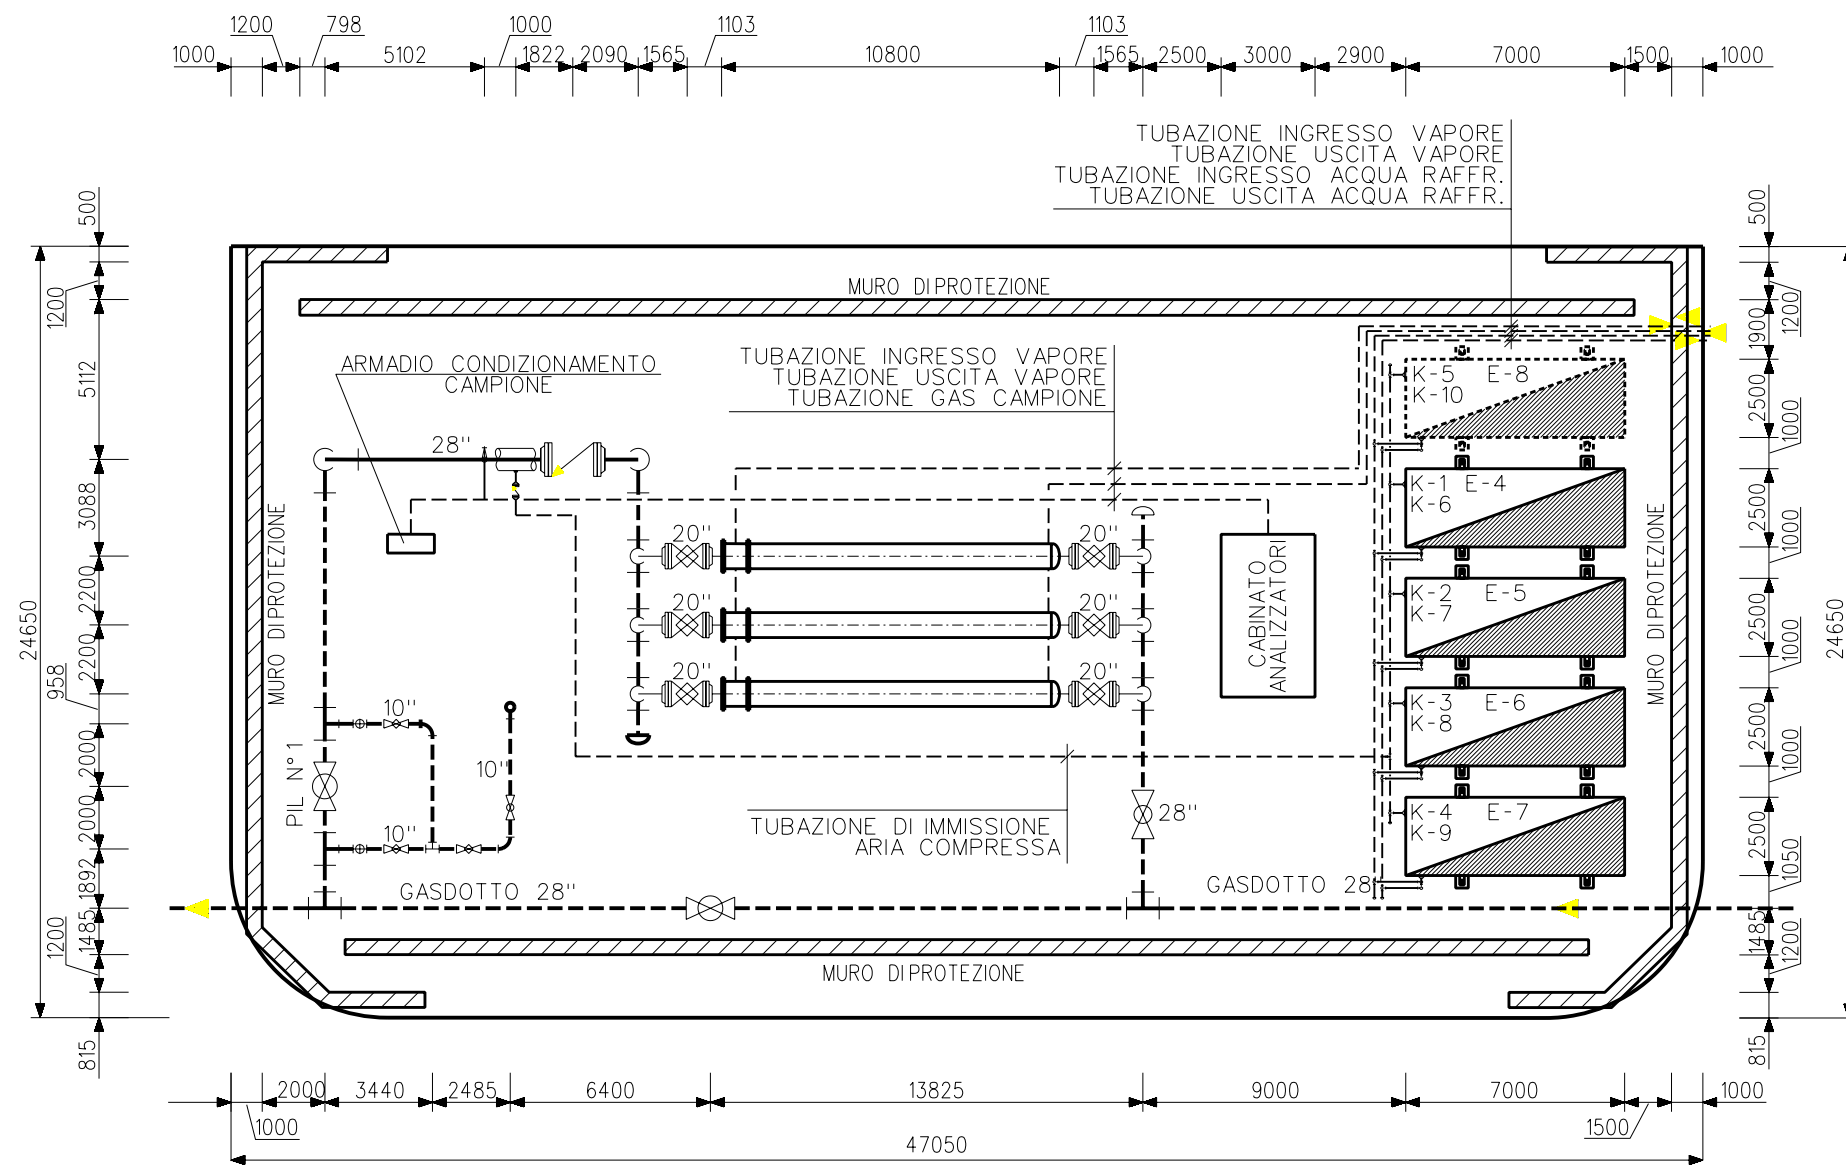 1200
798
1000
1103
1103
1000
5102
1822
2090
1565
10800
1565
2500
3000
2900
7000
1500
1000
TUBAZIONE INGRESSO VAPORE
TUBAZIONE USCITA VAPORE
TUBAZIONE INGRESSO ACQUA RAFFR.
TUBAZIONE USCITA ACQUA RAFFR.
500
1200
5112
3088
2200
2200
958
2000
2000
1892
1485
1200
815
24650
MURO DI PROTEZIONE
ARMADIO CONDIZIONAMENTO
CAMPIONE
TUBAZIONE INGRESSO VAPORE
TUBAZIONE USCITA VAPORE
TUBAZIONE GAS CAMPIONE
28"
MURO DI PROTEZIONE
20"
20"
20"
20"
20"
20"
CABINATO
ANALIZZATORI
K-5 E-8
K-10
K-1 E-4
K-6
K-2 E-5
K-7
K-3 E-6
K-8
K-4 E-7
K-9
MURO DI PROTEZIONE
10"
10"
10"
PIL N°1
TUBAZIONE DI IMMISSIONE
ARIA COMPRESSA
28"
GASDOTTO 28"
GASDOTTO 28"
MURO DI PROTEZIONE
500
1200
1900
2500
1000
2500
1000
2500
1000
2500
1000
2500
1050
1485
1200
815
24650
2000
3440
2485
6400
13825
9000
7000
1000
1000
1500
47050